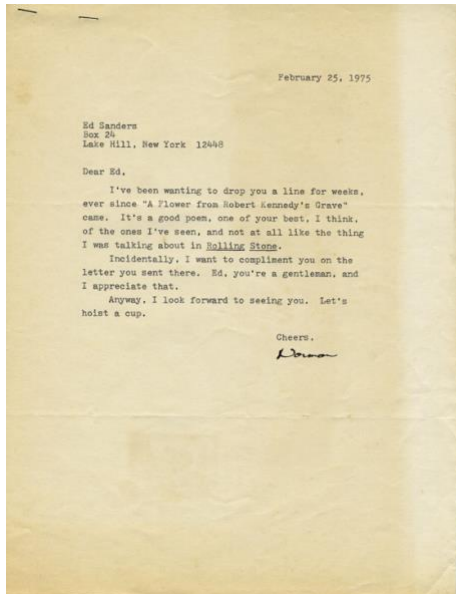 February 25, 1975
Ed Sanders
Box 24
Lake Hill, New York 12448
Dear Ed,
I've been wanting to drop you a line for weeks,
ever since "A Flower from Robert Kennedy's Grave"
came. It's a good poem, one of your best, I think,
of the ones I've seen, and not at all like the thing
I was talking about in Rolling Stone.
Incidentally, I want to compliment you on the
letter you sent there. Ed, you're a gentleman, and
I appreciate that.
Anyway, I look forward to seeing you. Let's
hoist a cup.
Cheers,
Norman